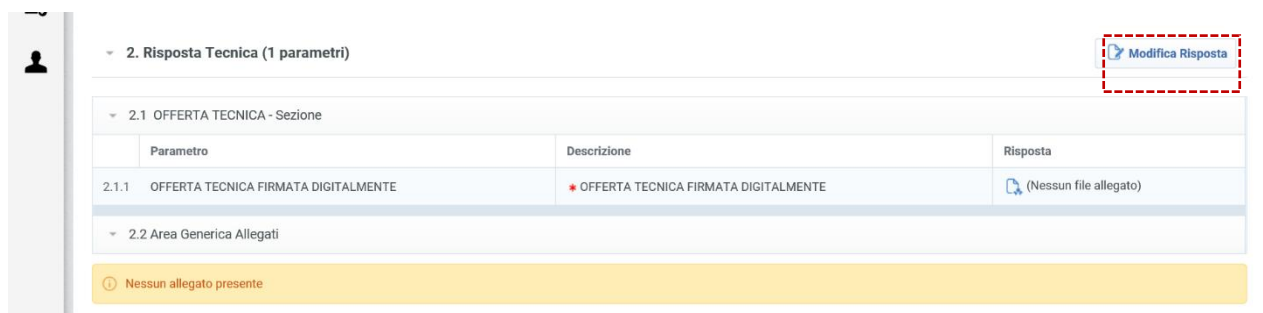 2. Risposta Tecnica (1 parametri)
Modifica Risposta
2.1 OFFERTA TECNICA - Sezione
Parametro Descrizione Risposta
2.1.1 OFFERTA TECNICA FIRMATA DIGITALMENTE * OFFERTA TECNICA FIRMATA DIGITALMENTE (Nessun file allegato)
2.2 Area Generica Allegati
Nessun allegato presente